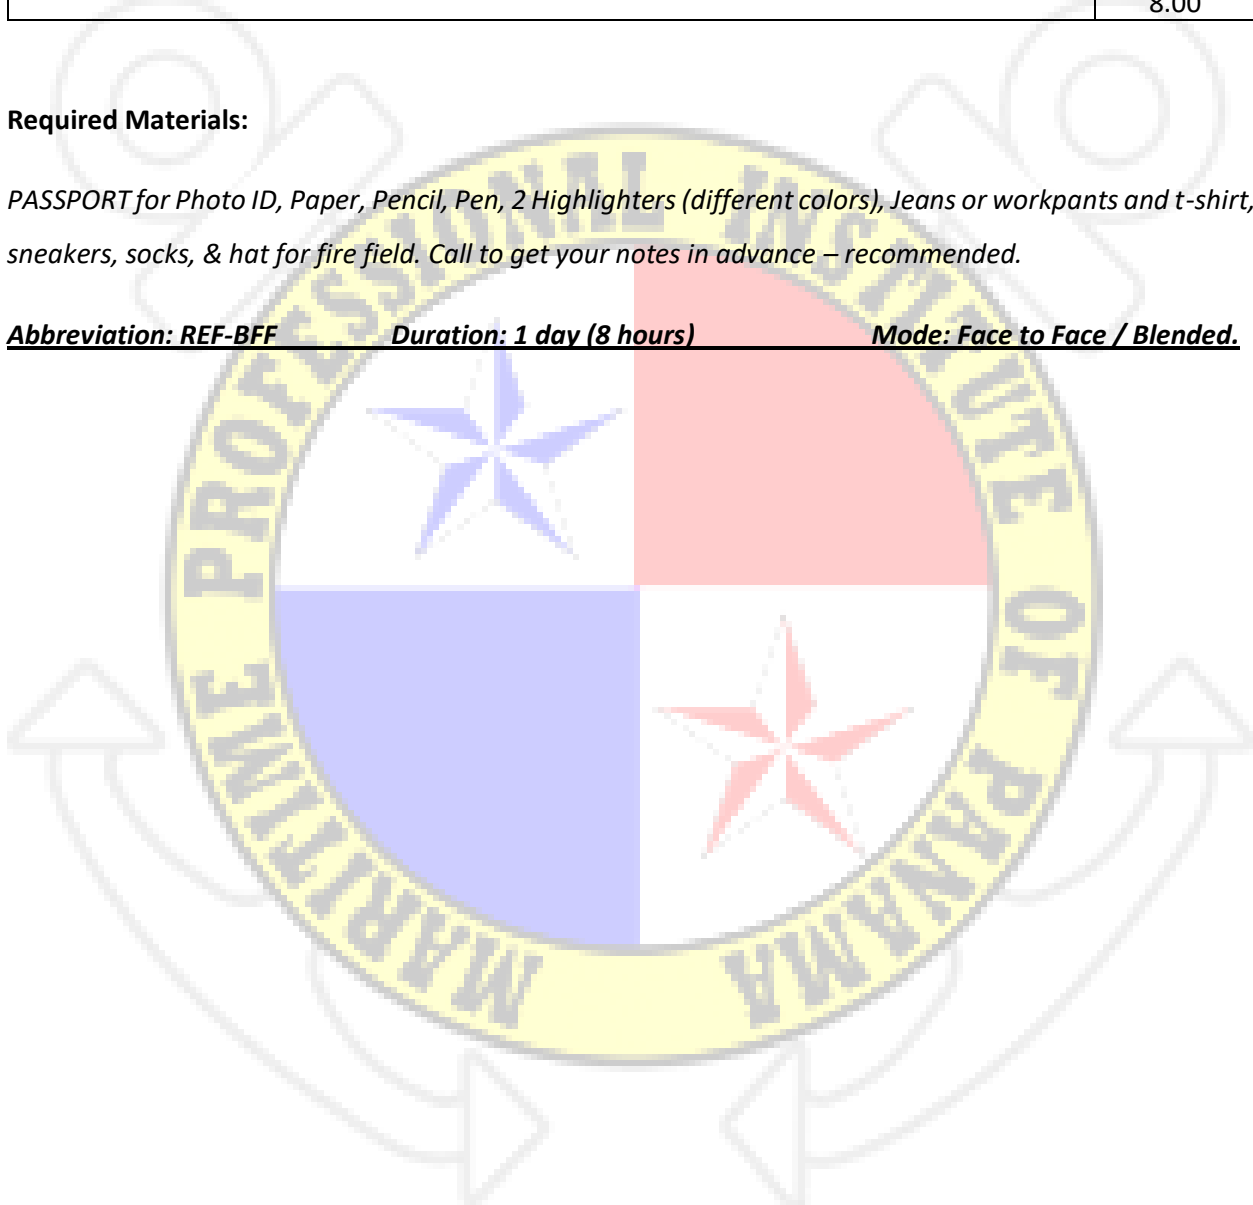 8.00
Required Materials:
PASSPORT for Photo ID, Paper, Pencil, Pen, 2 Highlighters (different colors), Jeans or workpants and t-shirt,
sneakers, socks, & hat for fire field. Call to get your notes in advance – recommended.
Abbreviation: REF-BFF Duration: 1 day (8 hours) Mode: Face to Face / Blended.
MARITIME PROFESSIONAL INSTITUTE OF PANAMA